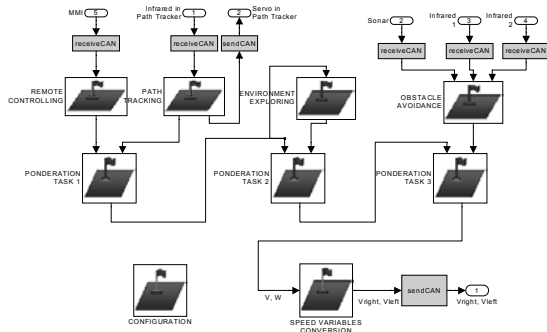 MMI
5
Infrared in
Path Tracker
1
2
Servo in
Path Tracker
Sonar
2
Infrared
1
3
Infrared
2
4
receiveCAN
receiveCAN
sendCAN
receiveCAN
receiveCAN
receiveCAN
REMOTE
CONTROLLING
PATH
TRACKING
ENVIRONMENT
EXPLORING
OBSTACLE
AVOIDANCE
PONDERATION
TASK 1
PONDERATION
TASK 2
PONDERATION
TASK 3
CONFIGURATION
V, W
SPEED VARIABLES
CONVERSION
Vright, Vleft
sendCAN
1
Vright, Vleft